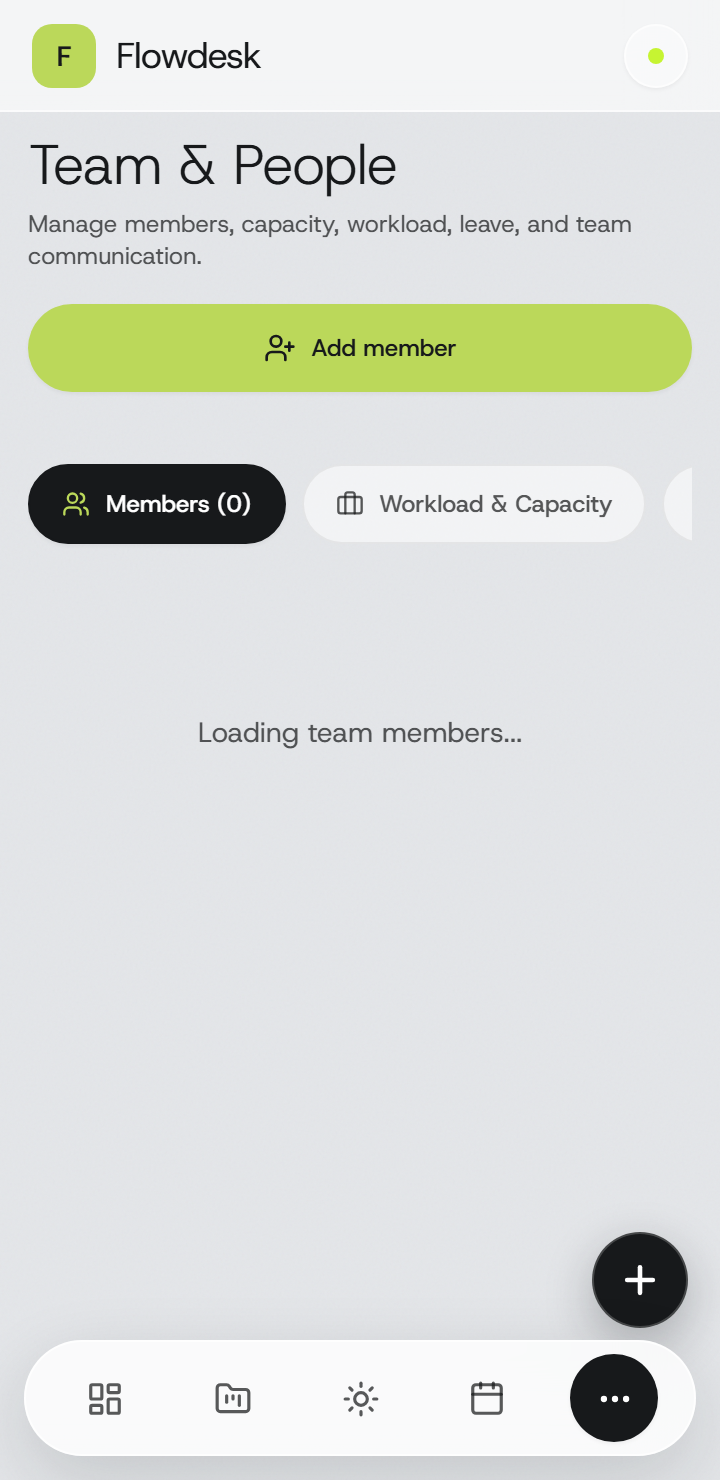 F Flowdesk
Team & People
Manage members, capacity, workload, leave, and team
communication.
Add member
Members (0) Workload & Capacity
Loading team members...